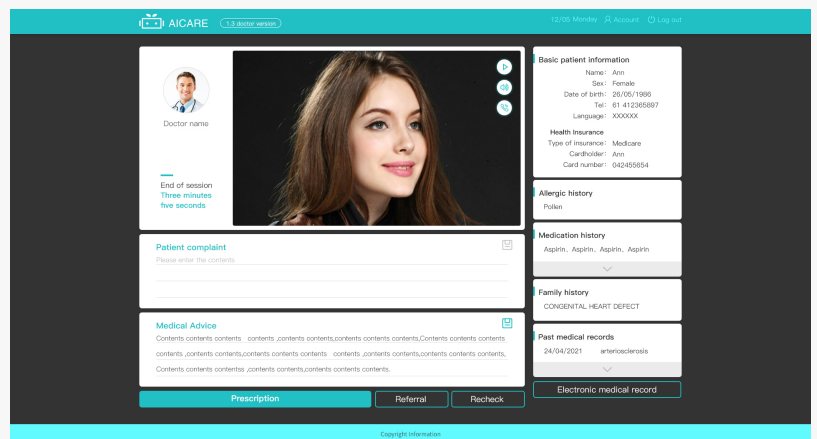 AICARE
1.3 doctor version
12/05 Monday Account Log out
Doctor name
End of session
Three minutes
five seconds
Patient complaint
Please enter the contents
Medical Advice
Contents contents contents contents ,contents contents,contents contents contents,Contents contents contents
contents ,contents contents,contents contents contents contents ,contents contents,contents contents contents,
Contents contents contentss ,contents contents,contents contents contents.
Prescription
Referral
Recheck
Basic patient information
Name: Ann
Sex: Female
Date of birth: 26/05/1986
Tel: 61 412365897
Language: XXXXXX
Health Insurance
Type of insurance: Medicare
Cardholder: Ann
Card number: 042455654
Allergic history
Pollen
Medication history
Aspirin、Aspirin、Aspirin、Aspirin
Family history
CONGENITAL HEART DEFECT
Past medical records
24/04/2021 arteriosclerosis
Electronic medical record
Copyright Information